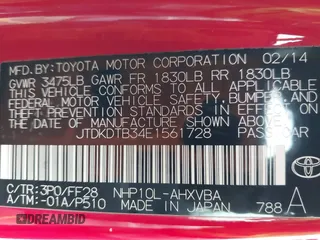 MFD.BY:TOYOTA MOTOR CORPORATION 02/14
GVWR 3475LB GAWR FR 1830LB RR 1830LB
THIS VEHICLE CONFORMS TO ALL APPLICABLE
FEDERAL MOTOR VEHICLE SAFETY, BUMPER, AND
THEFT PREVENTION STANDARDS IN EFFECT ON
THE DATE OF MANUFACTURE SHOWN ABOVE.
JTDKDTB34E1561728 PASS.CAR
C/TR:3P0/FF28
A/TM:-01A/P510
NHP10L-AHXVBA A
MADE IN JAPAN 788
TOYOTA
© DREAMBID